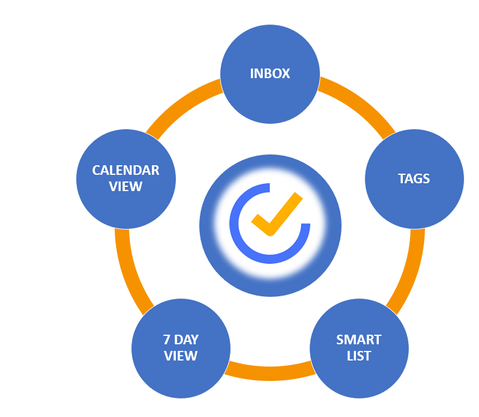 INBOX
TAGS
SMART
LIST
7 DAY
VIEW
CALENDAR
VIEW